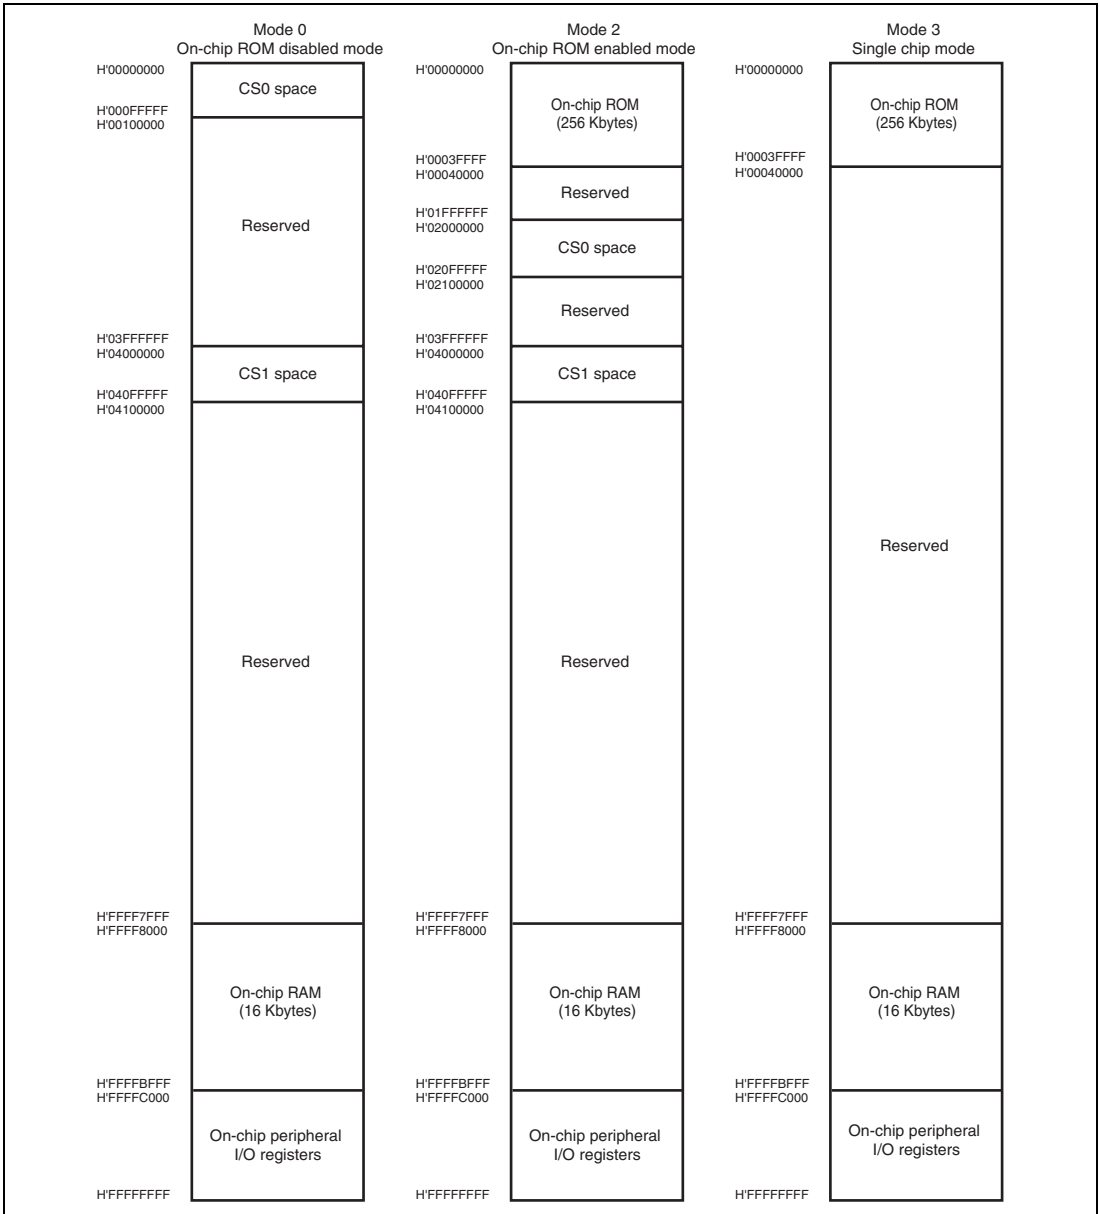 Mode 0
On-chip ROM disabled mode
H'00000000
CS0 space
H'000FFFFF
H'00100000
Reserved
H'03FFFFFF
H'04000000
CS1 space
H'040FFFFF
H'04100000
Reserved
H'FFFF7FFF
H'FFFF8000
On-chip RAM
(16 Kbytes)
H'FFFFBFFF
H'FFFFC000
On-chip peripheral
I/O registers
H'FFFFFFFF
Mode 2
On-chip ROM enabled mode
H'00000000
On-chip ROM
(256 Kbytes)
H'0003FFFF
H'00040000
Reserved
H'01FFFFFF
H'02000000
CS0 space
H'020FFFFF
H'02100000
Reserved
H'03FFFFFF
H'04000000
CS1 space
H'040FFFFF
H'04100000
Reserved
H'FFFF7FFF
H'FFFF8000
On-chip RAM
(16 Kbytes)
H'FFFFBFFF
H'FFFFC000
On-chip peripheral
I/O registers
H'FFFFFFFF
Mode 3
Single chip mode
H'00000000
On-chip ROM
(256 Kbytes)
H'0003FFFF
H'00040000
Reserved
H'FFFF7FFF
H'FFFF8000
On-chip RAM
(16 Kbytes)
H'FFFFBFFF
H'FFFFC000
On-chip peripheral
I/O registers
H'FFFFFFFF